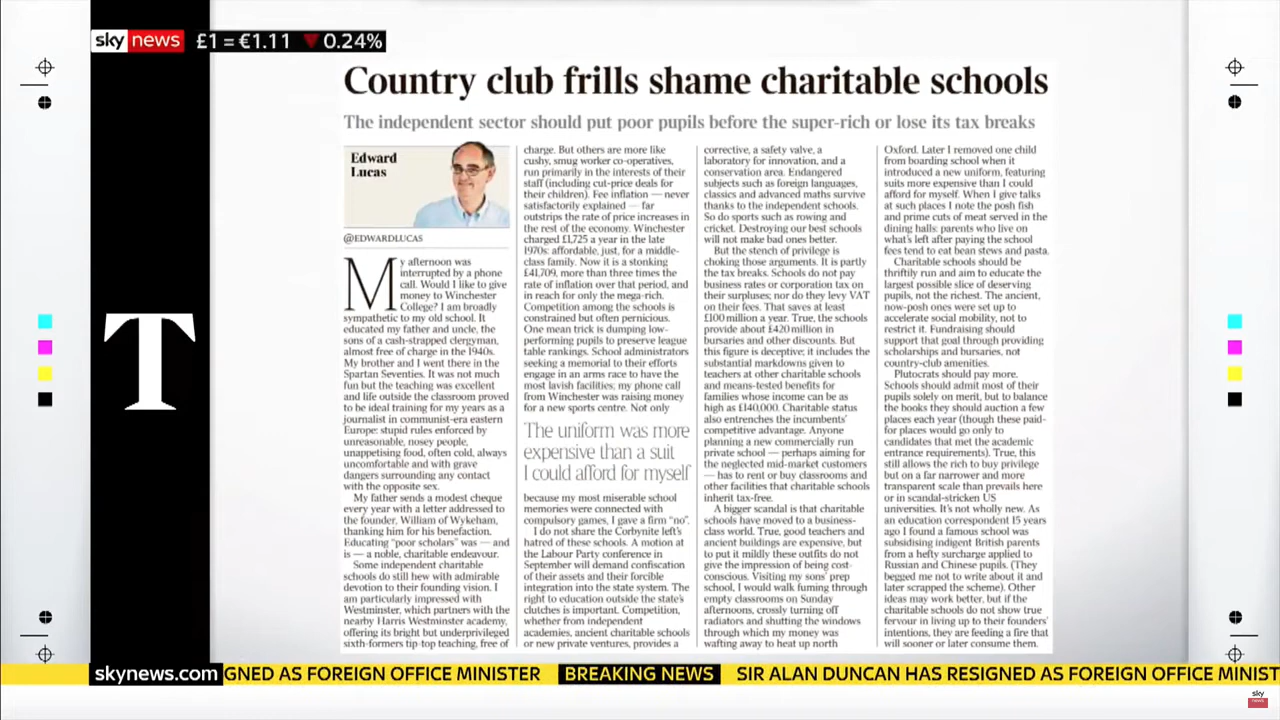 sky news £1 = €1.11 ▼ 0.24%
Country club frills shame charitable schools
The independent sector should put poor pupils before the super-rich or lose its tax breaks
T
Edward
Lucas
@EDWARDLUCAS
My afternoon was
interrupted by a phone
call. Would I like to give
money to Winchester
College? I am broadly
sympathetic to my old school. It
educated my father and uncle, the
sons of a cash-strapped clergyman,
almost free of charge in the 1940s.
My brother and I went there in the
Spartan Seventies. It was not much
fun but the teaching was excellent
and life outside the classroom proved
to be ideal training for my years as a
journalist in communist-era eastern
Europe: stupid rules enforced by
unreasonable, nosey people,
unappetising food, often cold, always
uncomfortable and with grave
dangers surrounding any contact
with the opposite sex.
My father sends a modest cheque
every year with a letter addressed to
the founder, William of Wykeham,
thanking him for his benefaction.
Educating “poor scholars” was — and
is — a noble, charitable endeavour.
Some independent charitable
schools do still hew with admirable
devotion to their founding vision. I
am particularly impressed with
Westminster, which partners with the
nearby Harris Westminster academy,
offering its bright but underprivileged
sixth-formers tip-top teaching, free of
charge. But others are more like
cushy, smug worker co-operatives,
run primarily in the interests of their
staff (including cut-price deals for
their children). Fee inflation — never
satisfactorily explained — far
outstrips the rate of price increases in
the rest of the economy. Winchester
charged £1,725 a year in the late
1970s: affordable, just, for a middle-
class family. Now it is a stonking
£41,709, more than three times the
rate of inflation over that period, and
in reach for only the mega-rich.
Competition among the schools is
constrained but often pernicious.
One mean trick is dumping low-
performing pupils to preserve league
table rankings. School administrators
seeking a memorial to their efforts
engage in an arms race to have the
most lavish facilities; my phone call
from Winchester was raising money
for a new sports centre. Not only
The uniform was more
expensive than a suit
I could afford for myself
because my most miserable school
memories were connected with
compulsory games, I gave a firm “no”.
I do not share the Corbynite left’s
hatred of these schools. A motion at
the Labour Party conference in
September will demand confiscation
of their assets and their forcible
integration into the state system. The
right to education outside the state’s
clutches is important. Competition,
whether from independent
academies, ancient charitable schools
or new private ventures, provides a
corrective, a safety valve, a
laboratory for innovation, and a
conservation area. Endangered
subjects such as foreign languages,
classics and advanced maths survive
thanks to the independent schools.
So do sports such as rowing and
cricket. Destroying our best schools
will not make bad ones better.
But the stench of privilege is
choking those arguments. It is partly
the tax breaks. Schools do not pay
business rates or corporation tax on
their surpluses; nor do they levy VAT
on their fees. That saves at least
£100 million a year. True, the schools
provide about £420 million in
bursaries and other discounts. But
this figure is deceptive; it includes the
substantial markdowns given to
teachers at other charitable schools
and means-tested benefits for
families whose income can be as
high as £140,000. Charitable status
also entrenches the incumbents’
competitive advantage. Anyone
planning a new commercially run
private school — perhaps aiming for
the neglected mid-market customers
— has to rent or buy classrooms and
other facilities that charitable schools
inherit tax-free.
A bigger scandal is that charitable
schools have moved to a business-
class world. True, good teachers and
ancient buildings are expensive, but
to put it mildly these outfits do not
give the impression of being cost-
conscious. Visiting my sons’ prep
school, I would walk fuming through
empty classrooms on Sunday
afternoons, crossly turning off
radiators and shutting the windows
through which my money was
wafting away to heat up north
Oxford. Later I removed one child
from boarding school when it
introduced a new uniform, featuring
suits more expensive than I could
afford for myself. When I give talks
at such places I note the posh fish
and prime cuts of meat served in the
dining halls: parents who live on
what’s left after paying the school
fees tend to eat bean stews and pasta.
Charitable schools should be
thriftily run and aim to educate the
largest possible slice of deserving
pupils, not the richest. The ancient,
now-posh ones were set up to
accelerate social mobility, not to
restrict it. Fundraising should
support that goal through providing
scholarships and bursaries, not
country-club amenities.
Plutocrats should pay more.
Schools should admit most of their
pupils solely on merit, but to balance
the books they should auction a few
places each year (though these paid-
for places would go only to
candidates that met the academic
entrance requirements). True, this
still allows the rich to buy privilege
but on a far narrower and more
transparent scale than prevails here
or in scandal-stricken US
universities. It’s not wholly new. As
an education correspondent 15 years
ago I found a famous school was
subsidising indigent British parents
from a hefty surcharge applied to
Russian and Chinese pupils. (They
begged me not to write about it and
later scrapped the scheme). Other
ideas may work better, but if the
charitable schools do not show true
fervour in living up to their founders’
intentions, they are feeding a fire that
will sooner or later consume them.
skynews.com GNED AS FOREIGN OFFICE MINISTER BREAKING NEWS SIR ALAN DUNCAN HAS RESIGNED AS FOREIGN OFFICE MINIST
sky news